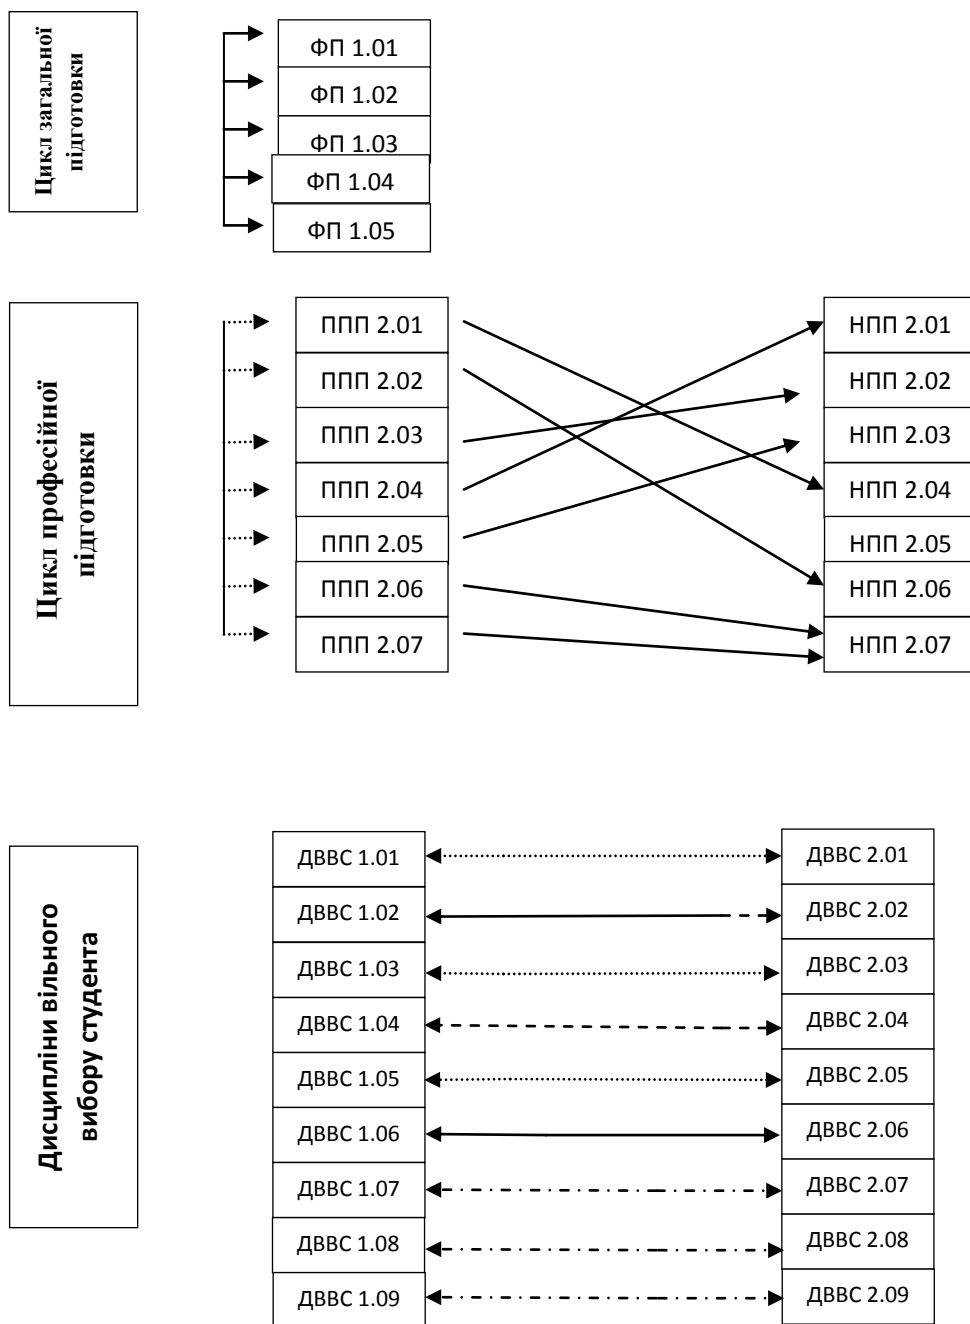 Цикл загальної
підготовки
ФП 1.01
ФП 1.02
ФП 1.03
ФП 1.04
ФП 1.05
Цикл професійної
підготовки
ППП 2.01
ППП 2.02
ППП 2.03
ППП 2.04
ППП 2.05
ППП 2.06
ППП 2.07
НПП 2.01
НПП 2.02
НПП 2.03
НПП 2.04
НПП 2.05
НПП 2.06
НПП 2.07
Дисципліни вільного
вибору студента
ДВВС 1.01
ДВВС 1.02
ДВВС 1.03
ДВВС 1.04
ДВВС 1.05
ДВВС 1.06
ДВВС 1.07
ДВВС 1.08
ДВВС 1.09
ДВВС 2.01
ДВВС 2.02
ДВВС 2.03
ДВВС 2.04
ДВВС 2.05
ДВВС 2.06
ДВВС 2.07
ДВВС 2.08
ДВВС 2.09